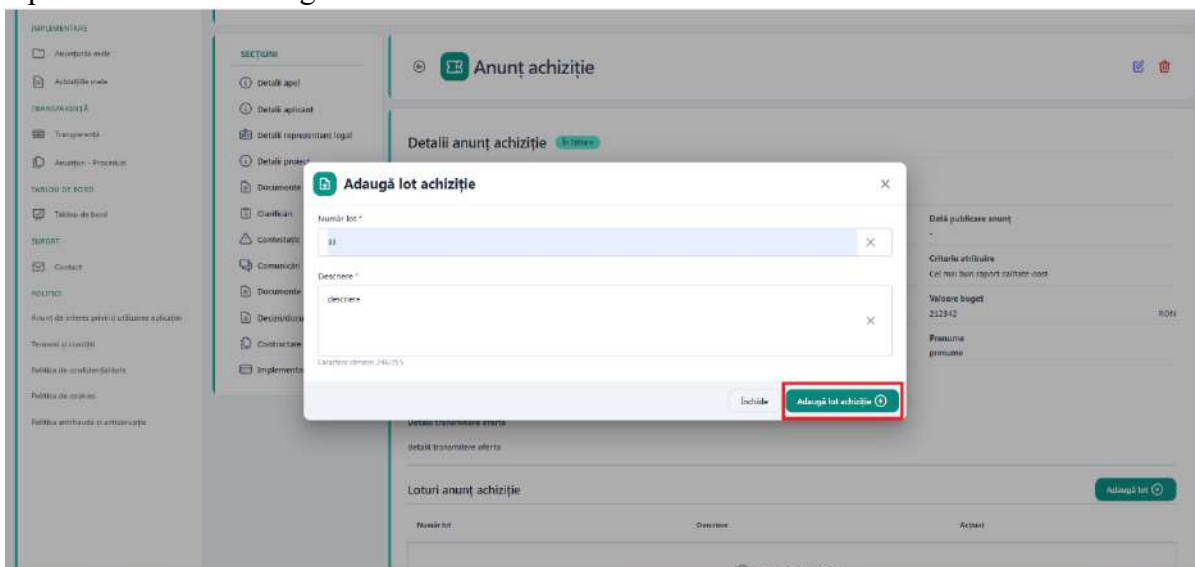 IMPLEMENTARE
Anunțurile mele
Achizițiile mele
TRANSPARENȚĂ
Transparență
Anunțuri - Proceduri
TABLOU DE BORD
Tablou de bord
SUPORT
Contact
POLITICI
Anunț de interes privind utilizarea aplicației
Termeni și condiții
Politica de confidențialitate
Politica de cookies
Politica antifraudă și anticorupție
SECȚIUNI
Detalii apel
Detalii aplicant
Detalii reprezentant legal
Detalii proiect
Documente
Clarificări
Contestații
Comunicări
Documente
Contractare
Anunț achiziție
Detalii anunț achiziție
Dată publicare anunț
-
Criteriu atribuire
Cel mai bun raport calitate-cost
Valoare buget
212342 RON
Prenume
prenume
Adaugă lot achiziție
Număr lot *
Descriere *
descriere
Închide
Adaugă lot achiziție
Detalii transmitere oferta
Detalii transmitere oferta
Loturi anunț achiziție
Adaugă lot
Număr lot Descriere Acțiuni